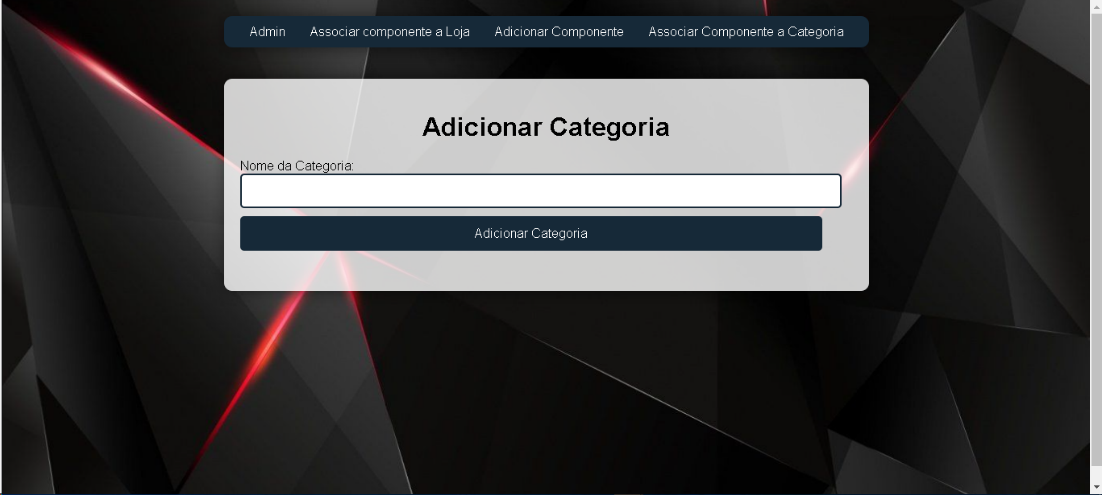 Admin Associar componente a Loja Adicionar Componente Associar Componente a Categoria
Adicionar Categoria
Nome da Categoria:
Adicionar Categoria